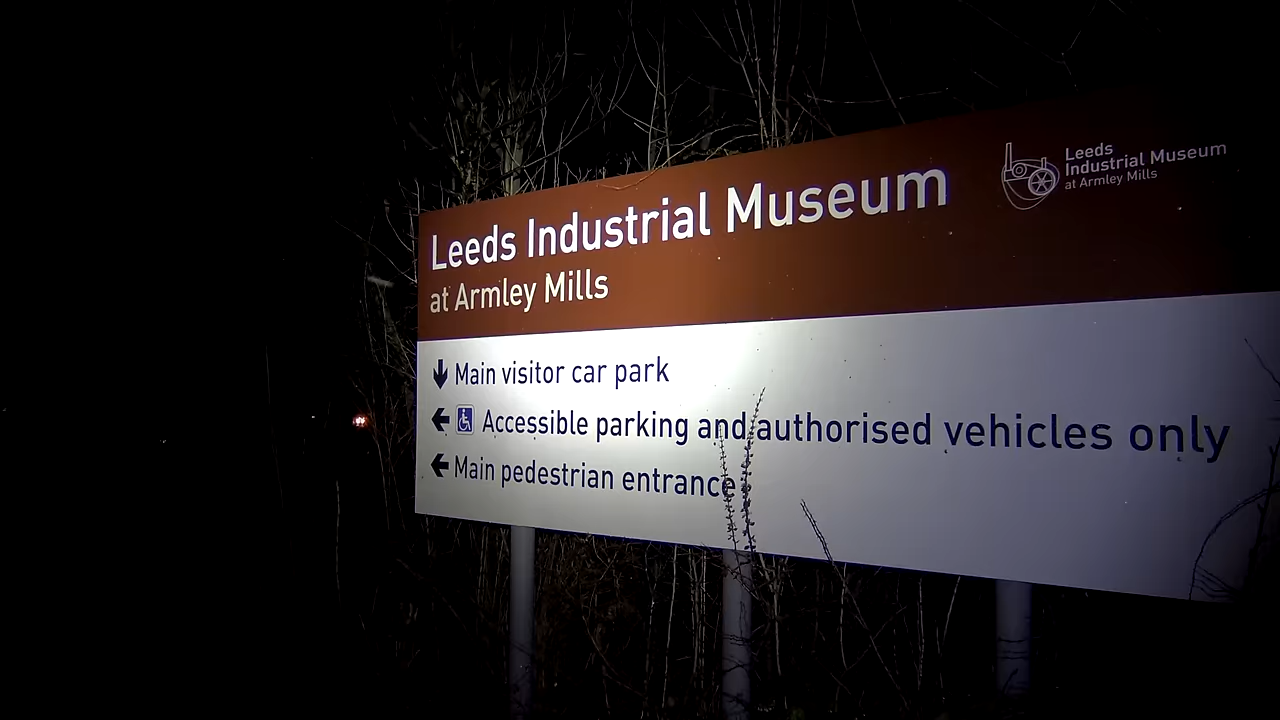 Leeds Industrial Museum
at Armley Mills
Leeds
Industrial Museum
at Armley Mills
Main visitor car park
Accessible parking and authorised vehicles only
Main pedestrian entrance